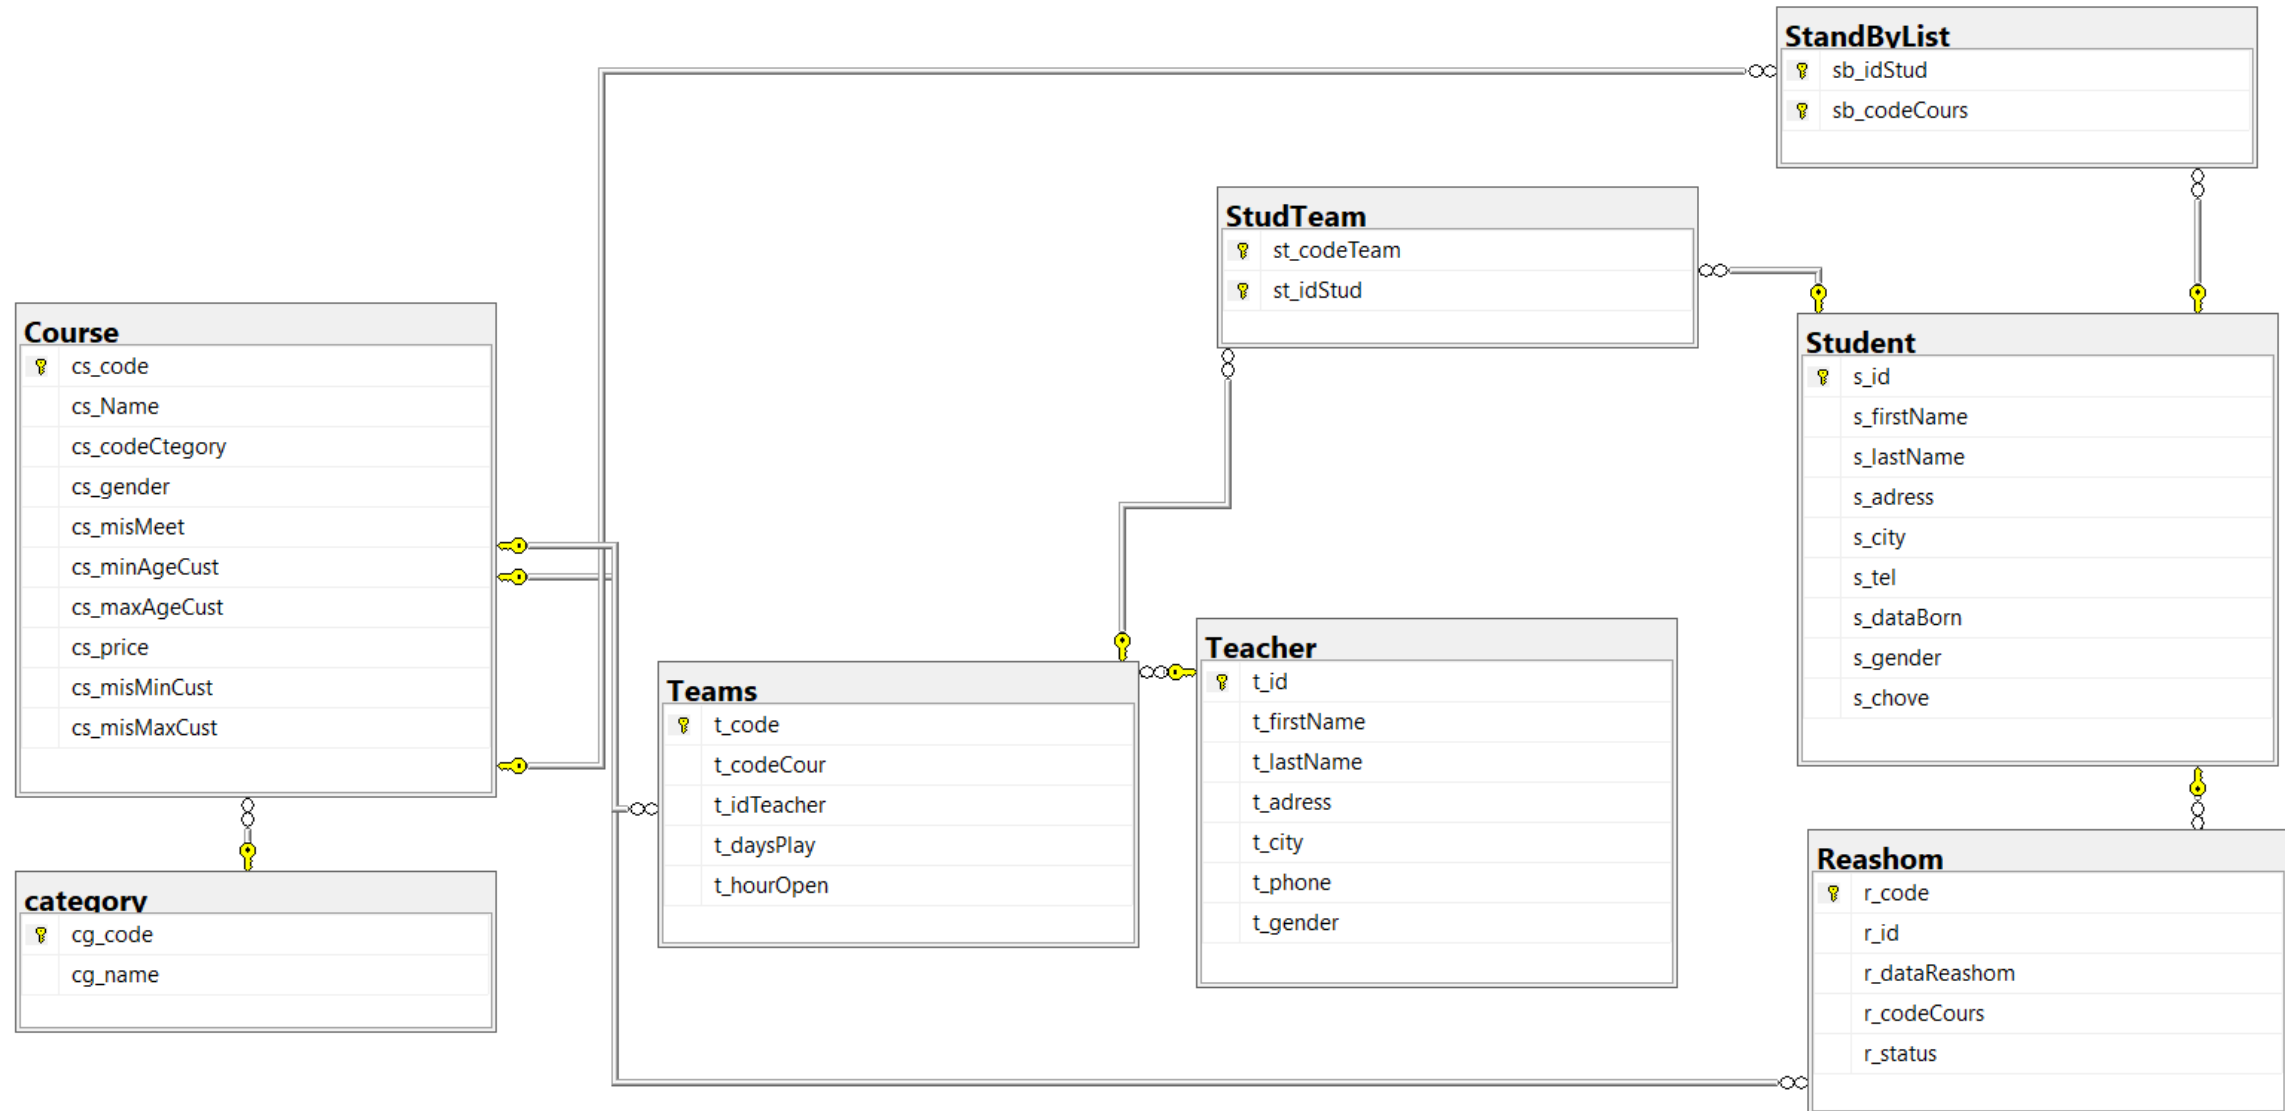 StandByList
sb_idStud
sb_codeCours
StudTeam
st_codeTeam
st_idStud
Course
cs_code
cs_Name
cs_codeCtegory
cs_gender
cs_misMeet
cs_minAgeCust
cs_maxAgeCust
cs_price
cs_misMinCust
cs_misMaxCust
Student
s_id
s_firstName
s_lastName
s_adress
s_city
s_tel
s_dataBorn
s_gender
s_chove
Teams
t_code
t_codeCour
t_idTeacher
t_daysPlay
t_hourOpen
Teacher
t_id
t_firstName
t_lastName
t_adress
t_city
t_phone
t_gender
category
cg_code
cg_name
Reashom
r_code
r_id
r_dataReashom
r_codeCours
r_status